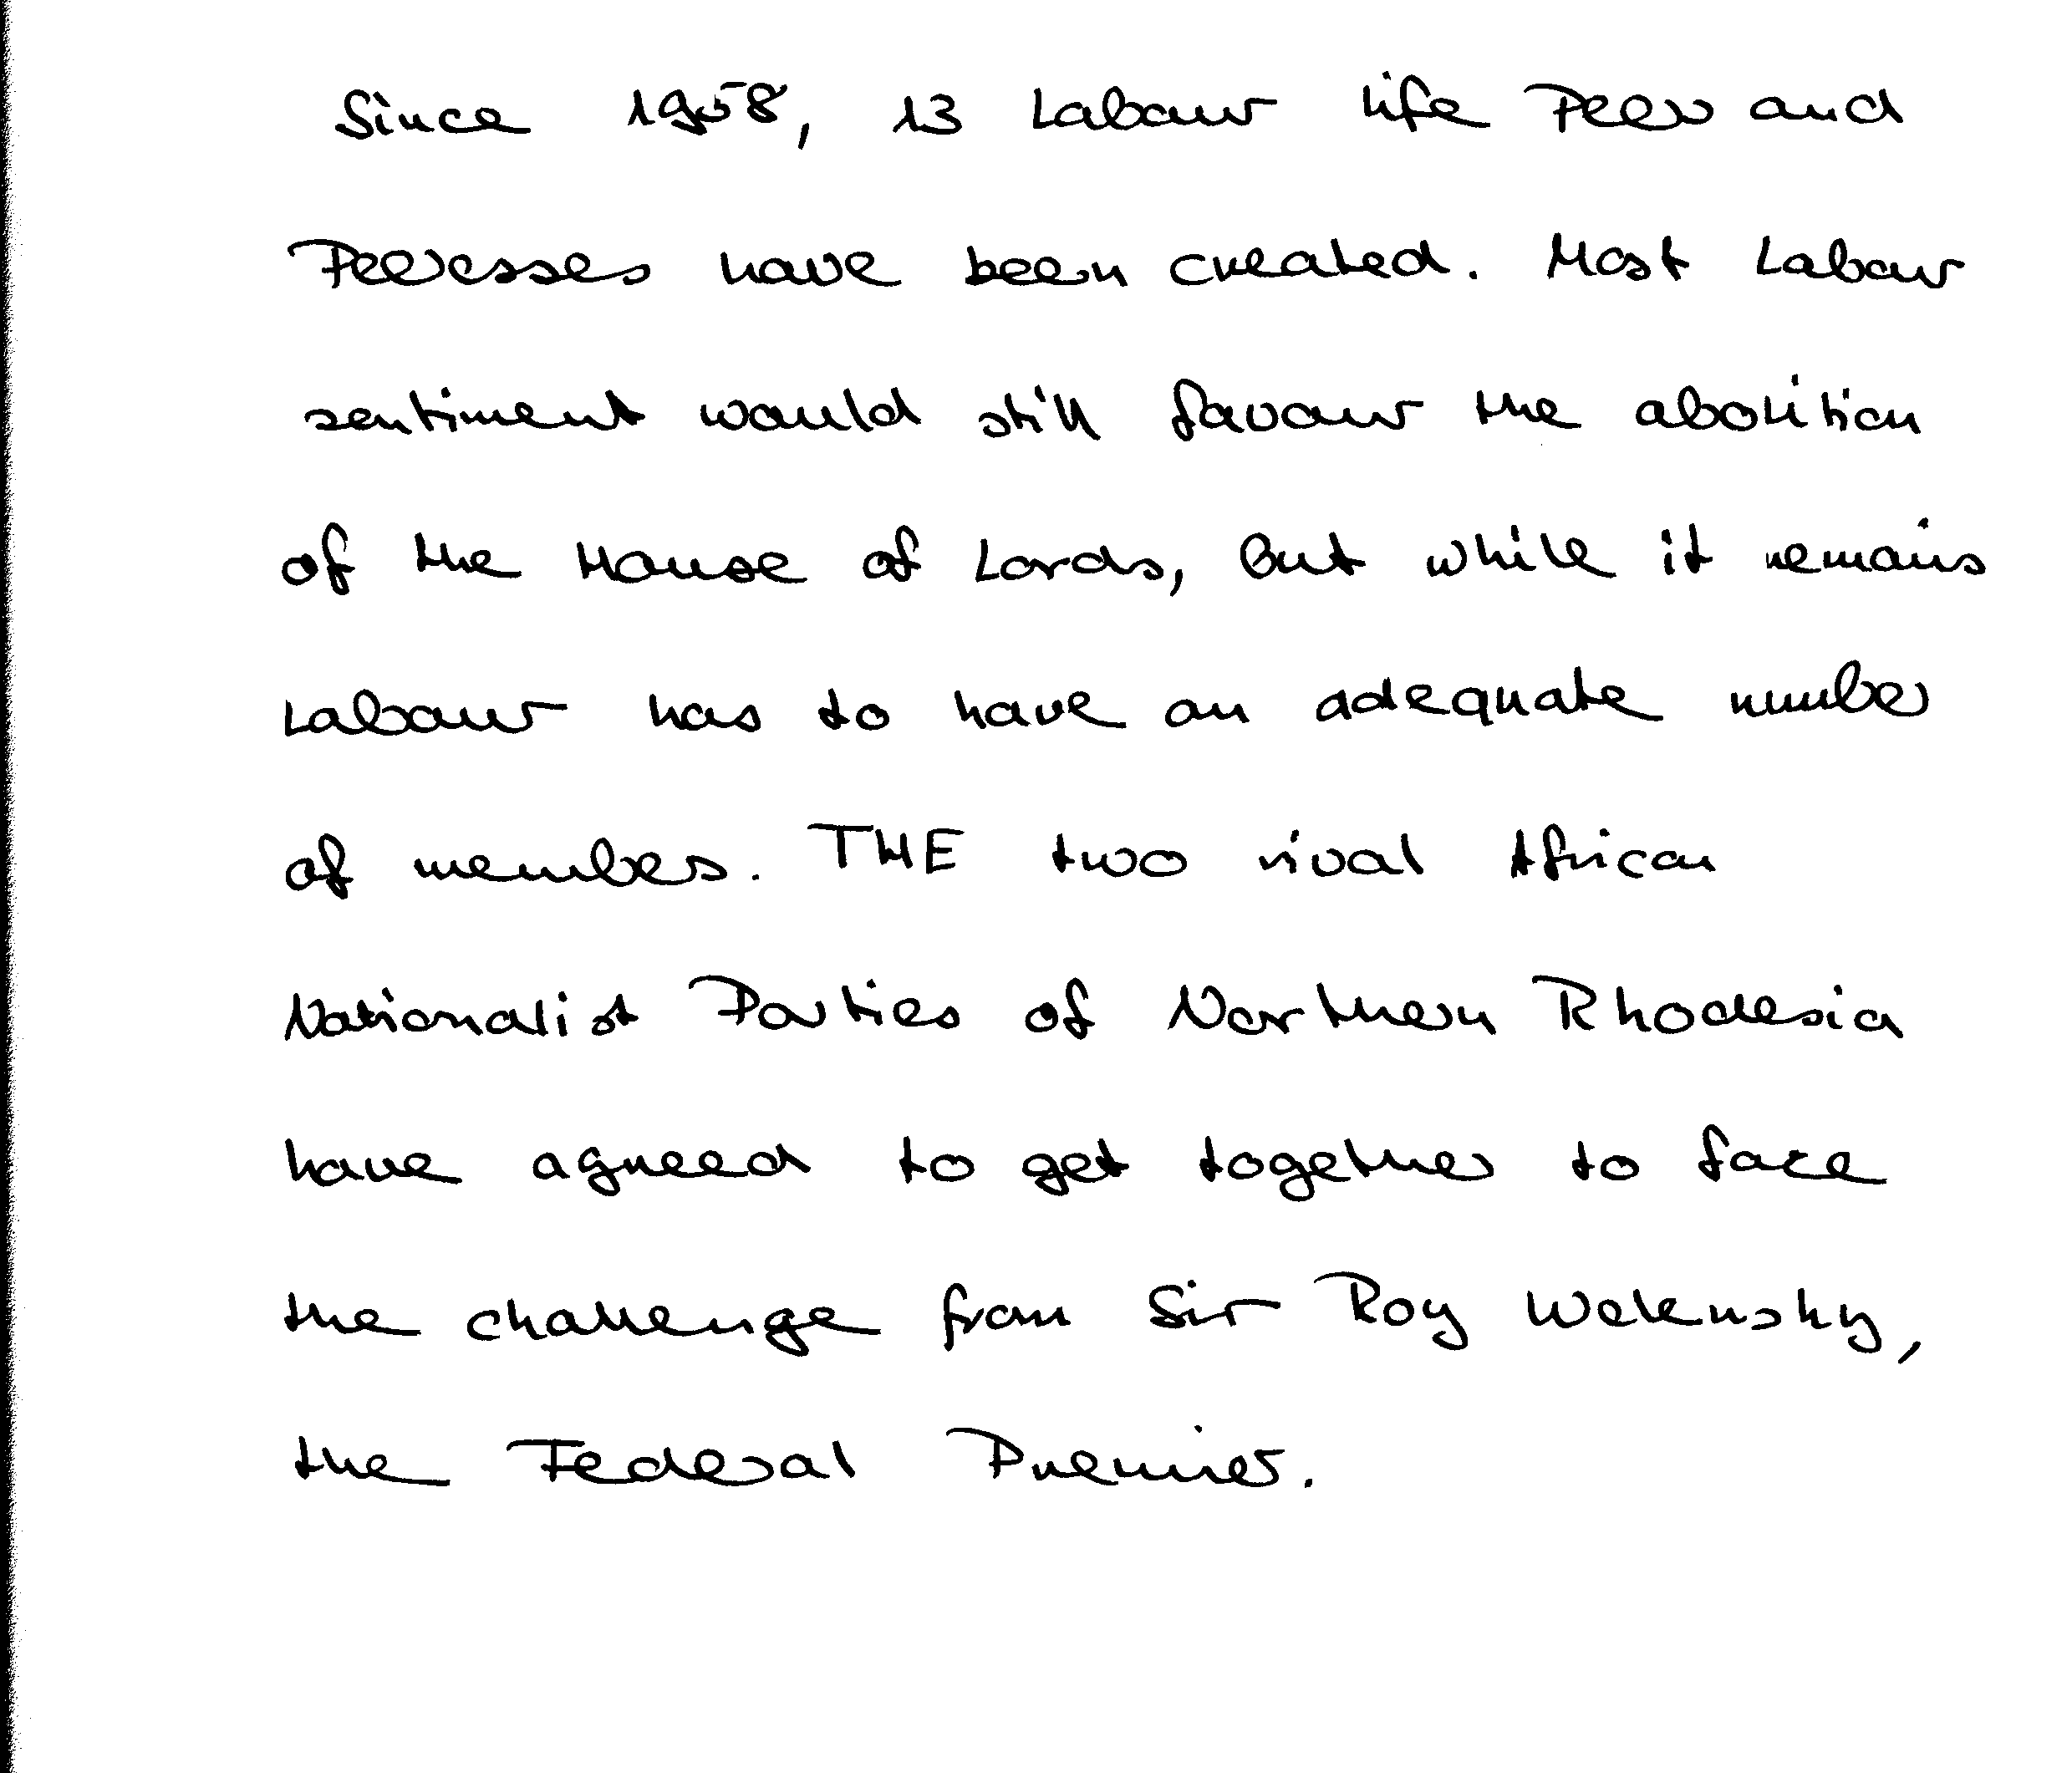 Since 1958, 13 Labour life Peers and
Peeresses have been created. Most Labour
sentiment would still favour the abolition
of the House of Lords, but while it remains
Labour has to have an adequate number
of members. THE two rival African
Nationalist Parties of Northern Rhodesia
have agreed to get together to face
the challenge from Sir Roy Welensky,
the Federal Premier.